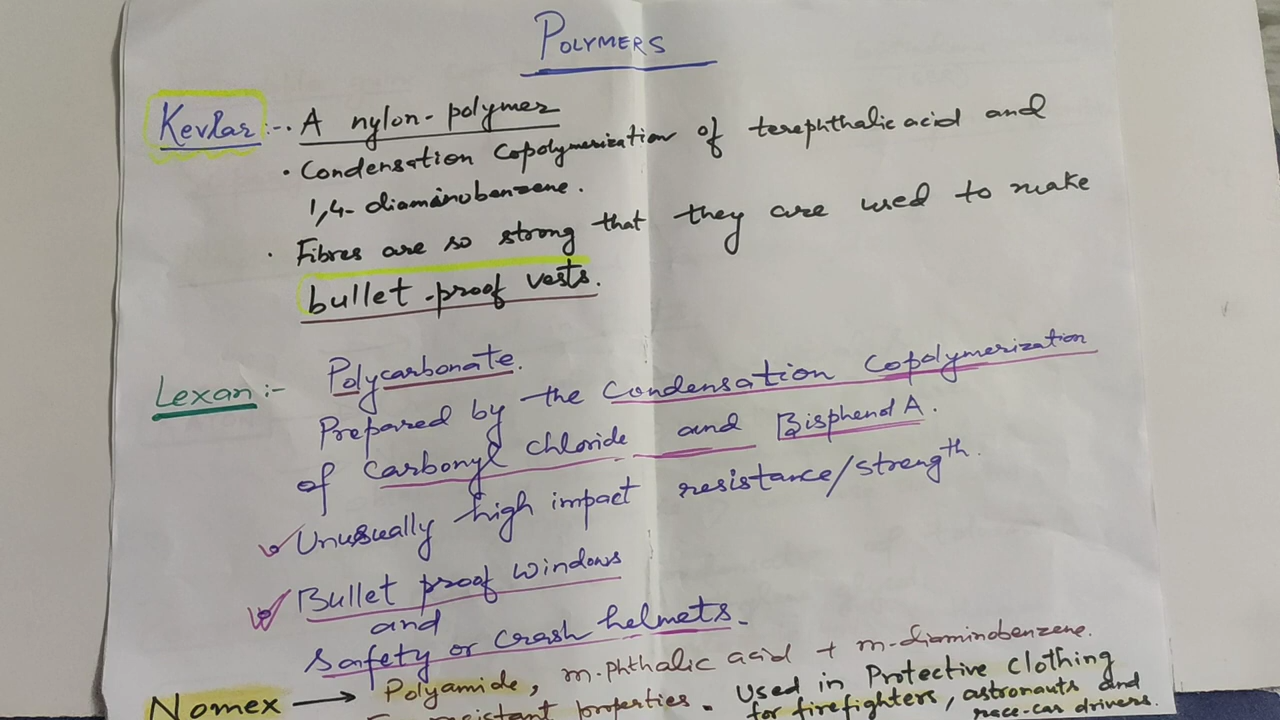 POLYMERS
Kevlar:-. A nylon-polymer
. Condensation Copolymerization of terephthalic acid and
1,4-diaminobenzene.
. Fibres are so strong that they are used to make
bullet-proof vests.
Lexan:- Polycarbonate.
Prepared by the Condensation Copolymerization
of Carbonyl chloride and Bisphenol A.
Unusually high impact resistance/strength.
Bullet proof windows
and
safety or crash helmets.
Nomex → Polyamide, m.phthalic acid + m-diaminobenzene.
properties. Used in Protective Clothing
for firefighters, astronauts and
race-car drivers.